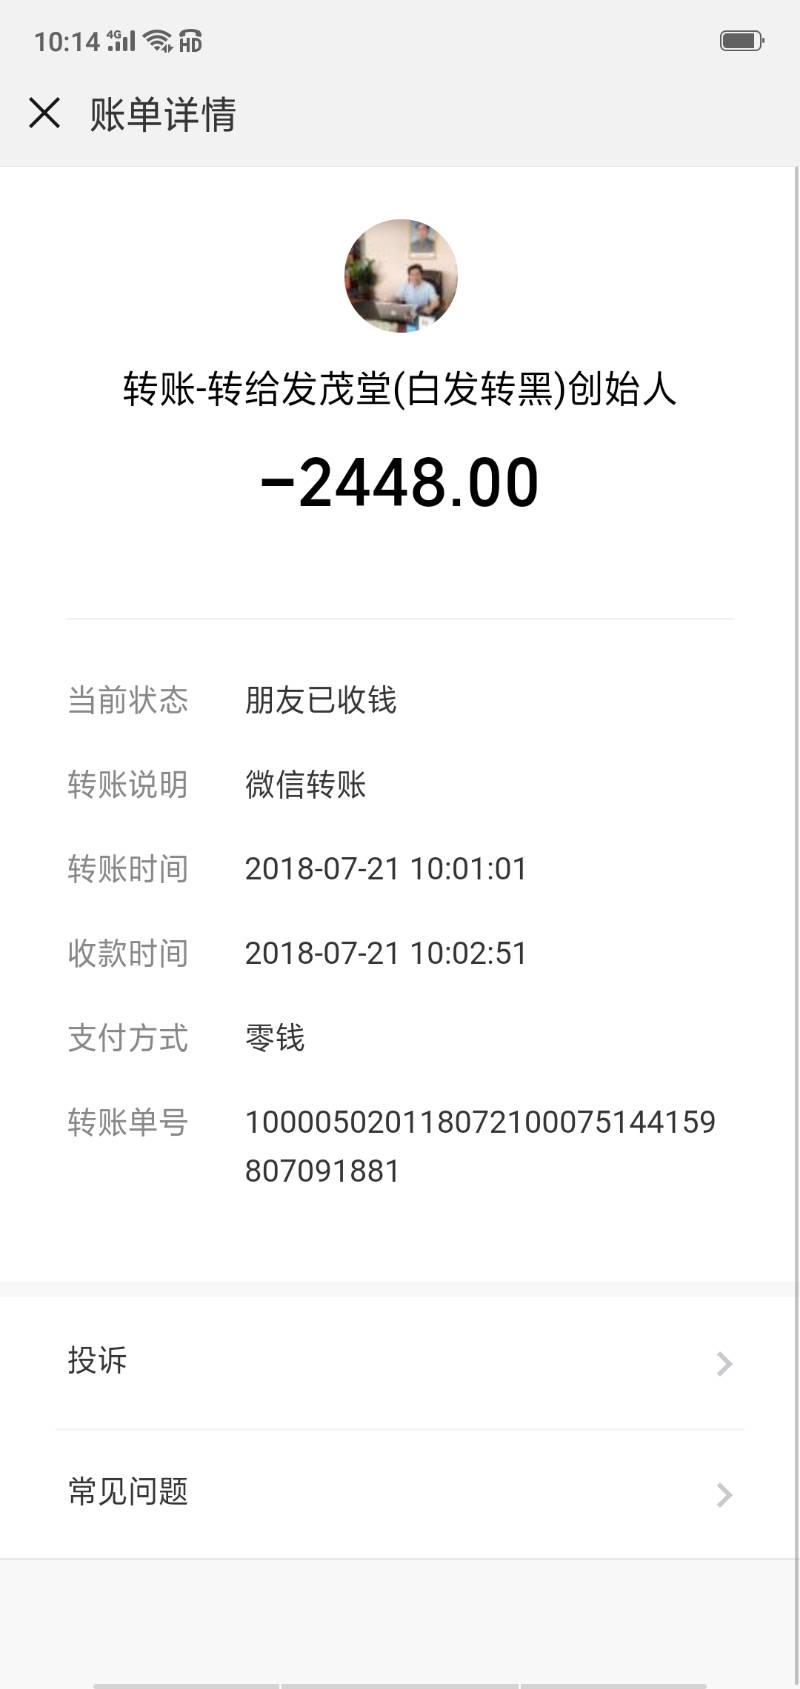 10:14 4G HD
账单详情
转账-转给发茂堂(白发转黑)创始人
−2448.00
当前状态 朋友已收钱
转账说明 微信转账
转账时间 2018-07-21 10:01:01
收款时间 2018-07-21 10:02:51
支付方式 零钱
转账单号 100005020118072100075144159
807091881
投诉
常见问题